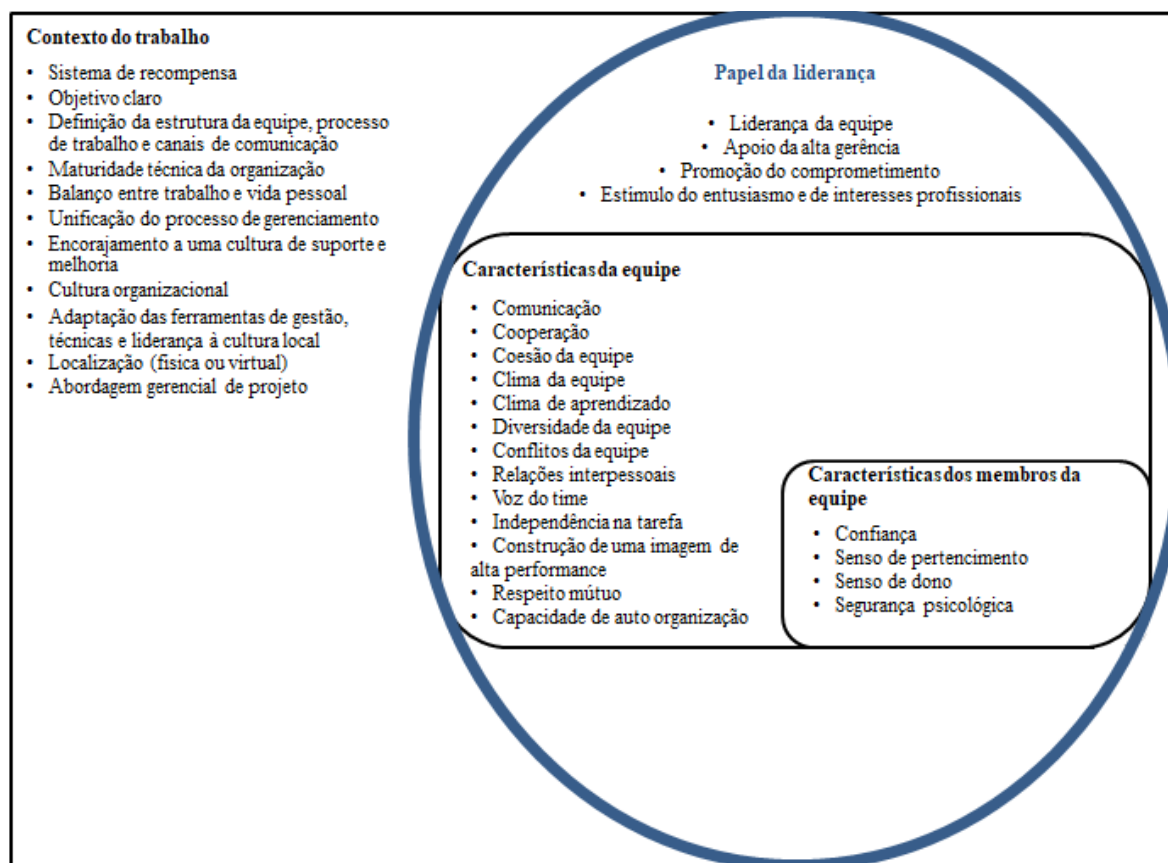 Contexto do trabalho
• Sistema de recompensa
• Objetivo claro
• Definição da estrutura da equipe, processo
de trabalho e canais de comunicação
• Maturidade técnica da organização
• Balanço entre trabalho e vida pessoal
• Unificação do processo de gerenciamento
• Encorajamento a uma cultura de suporte e
melhoria
• Cultura organizacional
• Adaptação das ferramentas de gestão,
técnicas e liderança à cultura local
• Localização (fisica ou virtual)
• Abordagem gerencial de projeto
Papel da liderança
• Liderança da equipe
• Apoio da alta gerência
• Promoção do comprometimento
• Estimulo do entusiasmo e de interesses profissionais
Características da equipe
• Comunicação
• Cooperação
• Coesão da equipe
• Clima da equipe
• Clima de aprendizado
• Diversidade da equipe
• Conflitos da equipe
• Relações interpessoais
• Voz do time
• Independência na tarefa
• Construção de uma imagem de
alta performance
• Respeito mútuo
• Capacidade de auto organização
Características dos membros da
equipe
• Confiança
• Senso de pertencimento
• Senso de dono
• Segurança psicológica